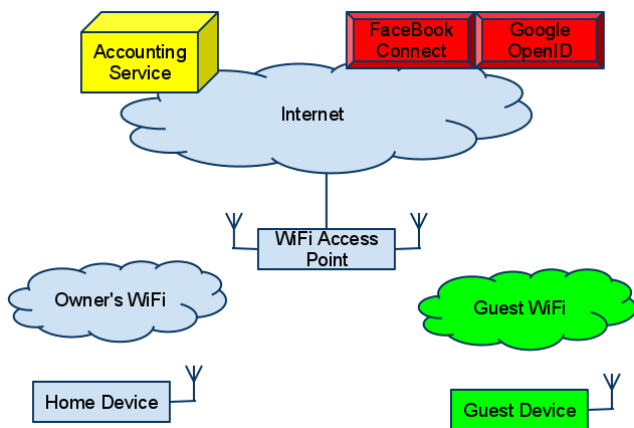 Accounting
Service
FaceBook
Connect
Google
OpenID
Internet
WiFi Access
Point
Owner's WiFi
Guest WiFi
Home Device
Guest Device